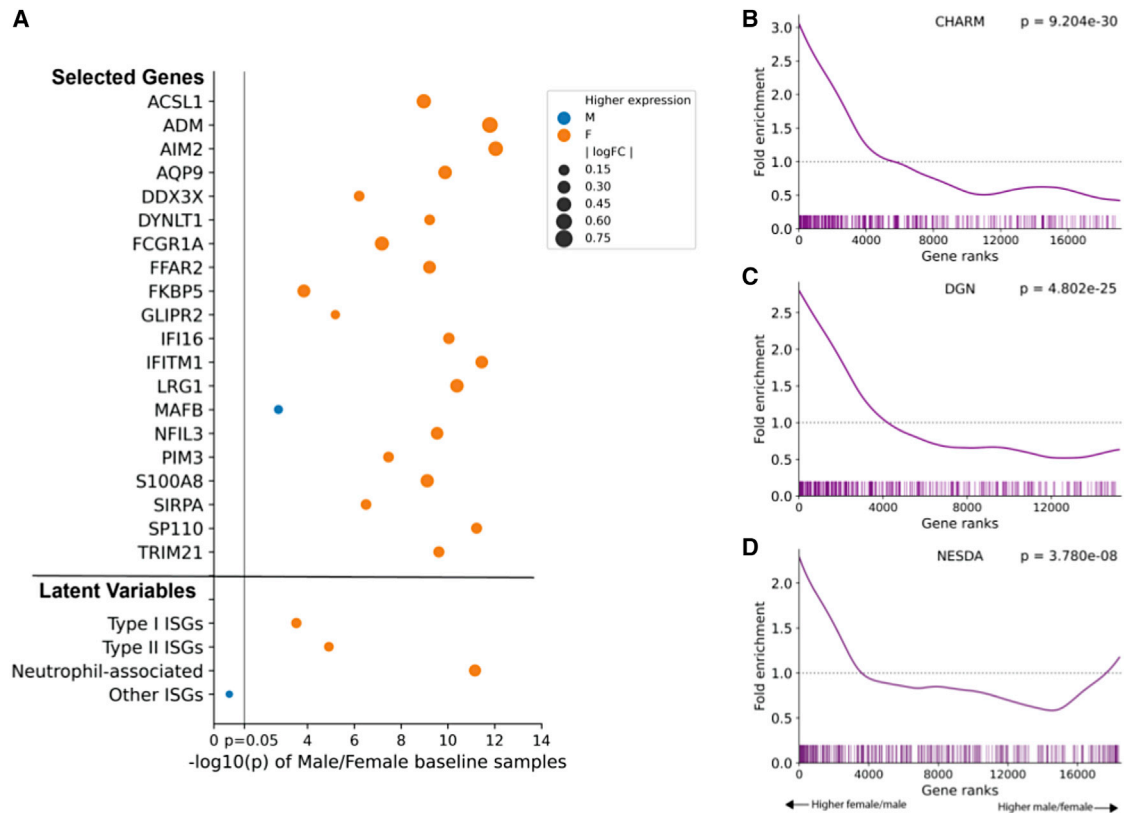 A
Selected Genes
ACSL1
ADM
AIM2
AQP9
DDX3X
DYNLT1
FCGR1A
FFAR2
FKBP5
GLIPR2
IFI16
IFITM1
LRG1
MAFB
NFIL3
PIM3
S100A8
SIRPA
SP110
TRIM21
Latent Variables
Type I ISGs
Type II ISGs
Neutrophil-associated
Other ISGs
0 p=0.05 4 6 8 10 12 14
-log10(p) of Male/Female baseline samples
Higher expression
M
F
| logFC |
0.15
0.30
0.45
0.60
0.75
B
CHARM p = 9.204e-30
Fold enrichment
3.0
2.5
2.0
1.5
1.0
0.5
0.0
0 4000 8000 12000 16000
Gene ranks
C
DGN p = 4.802e-25
Fold enrichment
2.5
2.0
1.5
1.0
0.5
0.0
0 4000 8000 12000
Gene ranks
D
NESDA p = 3.780e-08
Fold enrichment
2.0
1.5
1.0
0.5
0.0
0 4000 8000 12000 16000
Gene ranks
Higher female/male Higher male/female